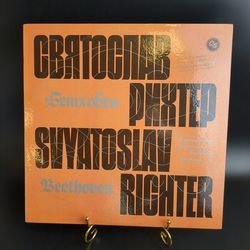 СВЯТОСЛАВ
Бетховен
РИХТЕР
SVYATOSLAV
Beethoven
RICHTER